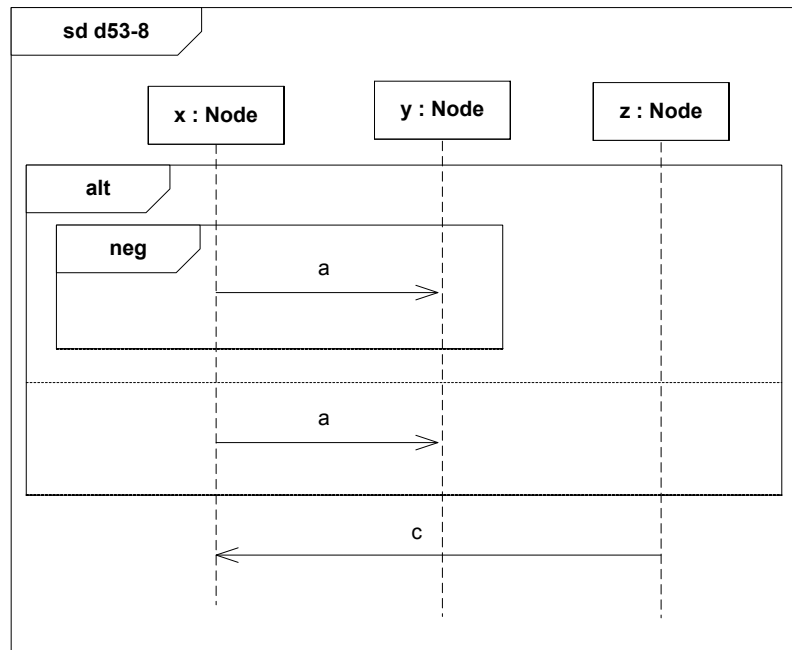 sd d53-8
x : Node
y : Node
z : Node
alt
neg
a
a
c